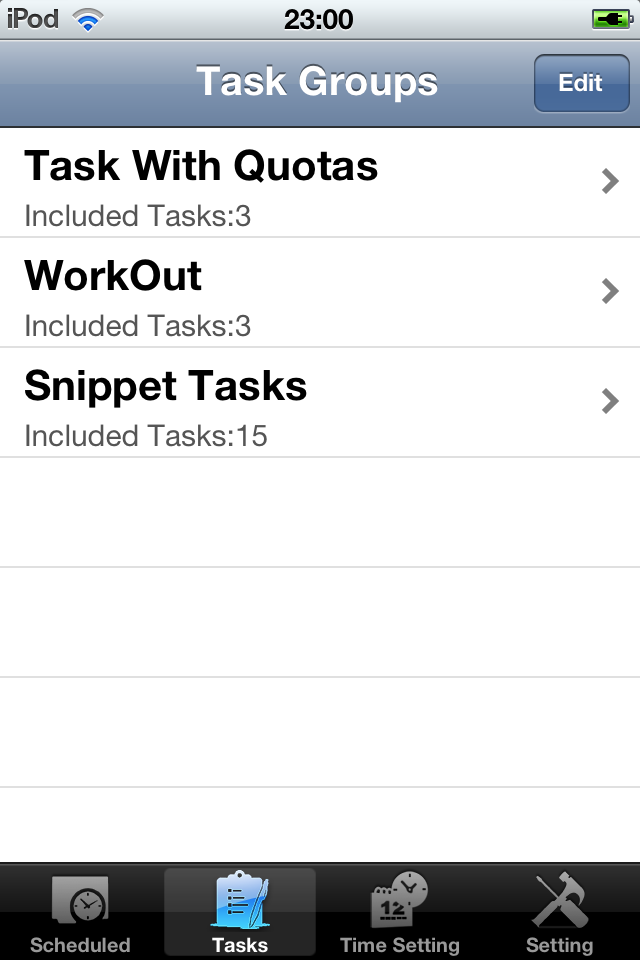 iPod 23:00
Task Groups Edit
Task With Quotas
Included Tasks:3
WorkOut
Included Tasks:3
Snippet Tasks
Included Tasks:15
12
Scheduled Tasks Time Setting Setting